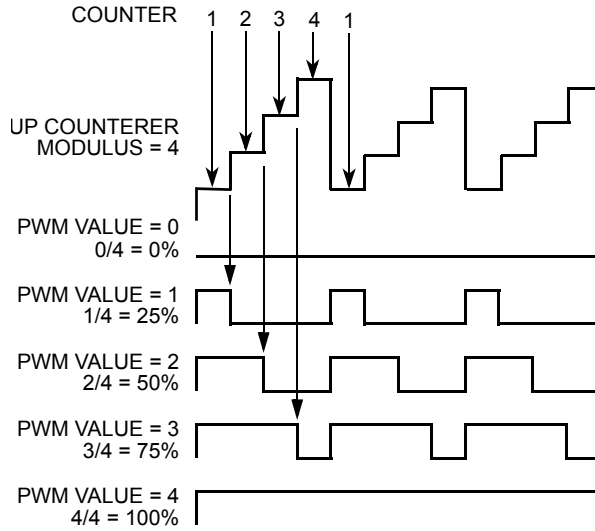 COUNTER 1 2 3 4 1
UP COUNTERER
MODULUS = 4
PWM VALUE = 0
0/4 = 0%
PWM VALUE = 1
1/4 = 25%
PWM VALUE = 2
2/4 = 50%
PWM VALUE = 3
3/4 = 75%
PWM VALUE = 4
4/4 = 100%